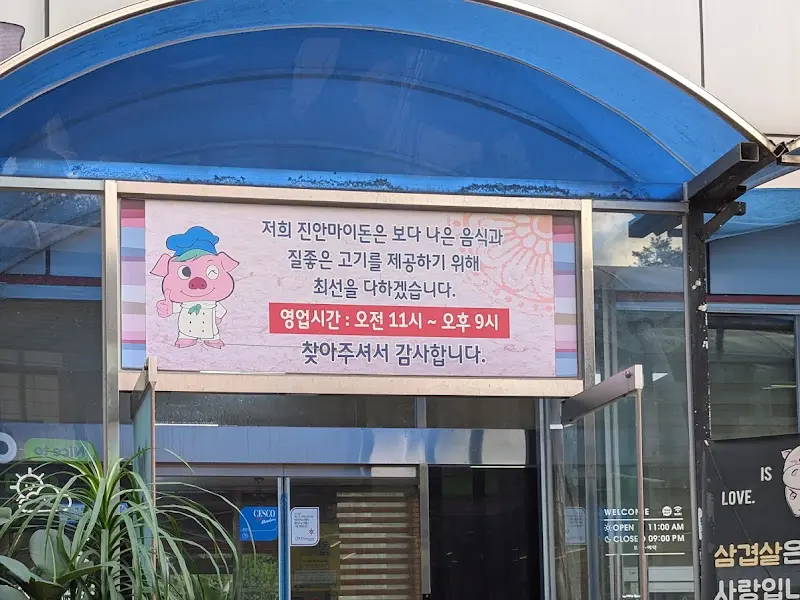 저희 진안마이돈은 보다 나은 음식과
질좋은 고기를 제공하기 위해
최선을 다하겠습니다.
영업시간 : 오전 11시 ~ 오후 9시
찾아주셔서 감사합니다.
Nice to
CESCO
Members
WELCOME
OPEN 11:00 AM
CLOSED 09:00 PM
IS
LOVE.
삼겹살은
사랑입니